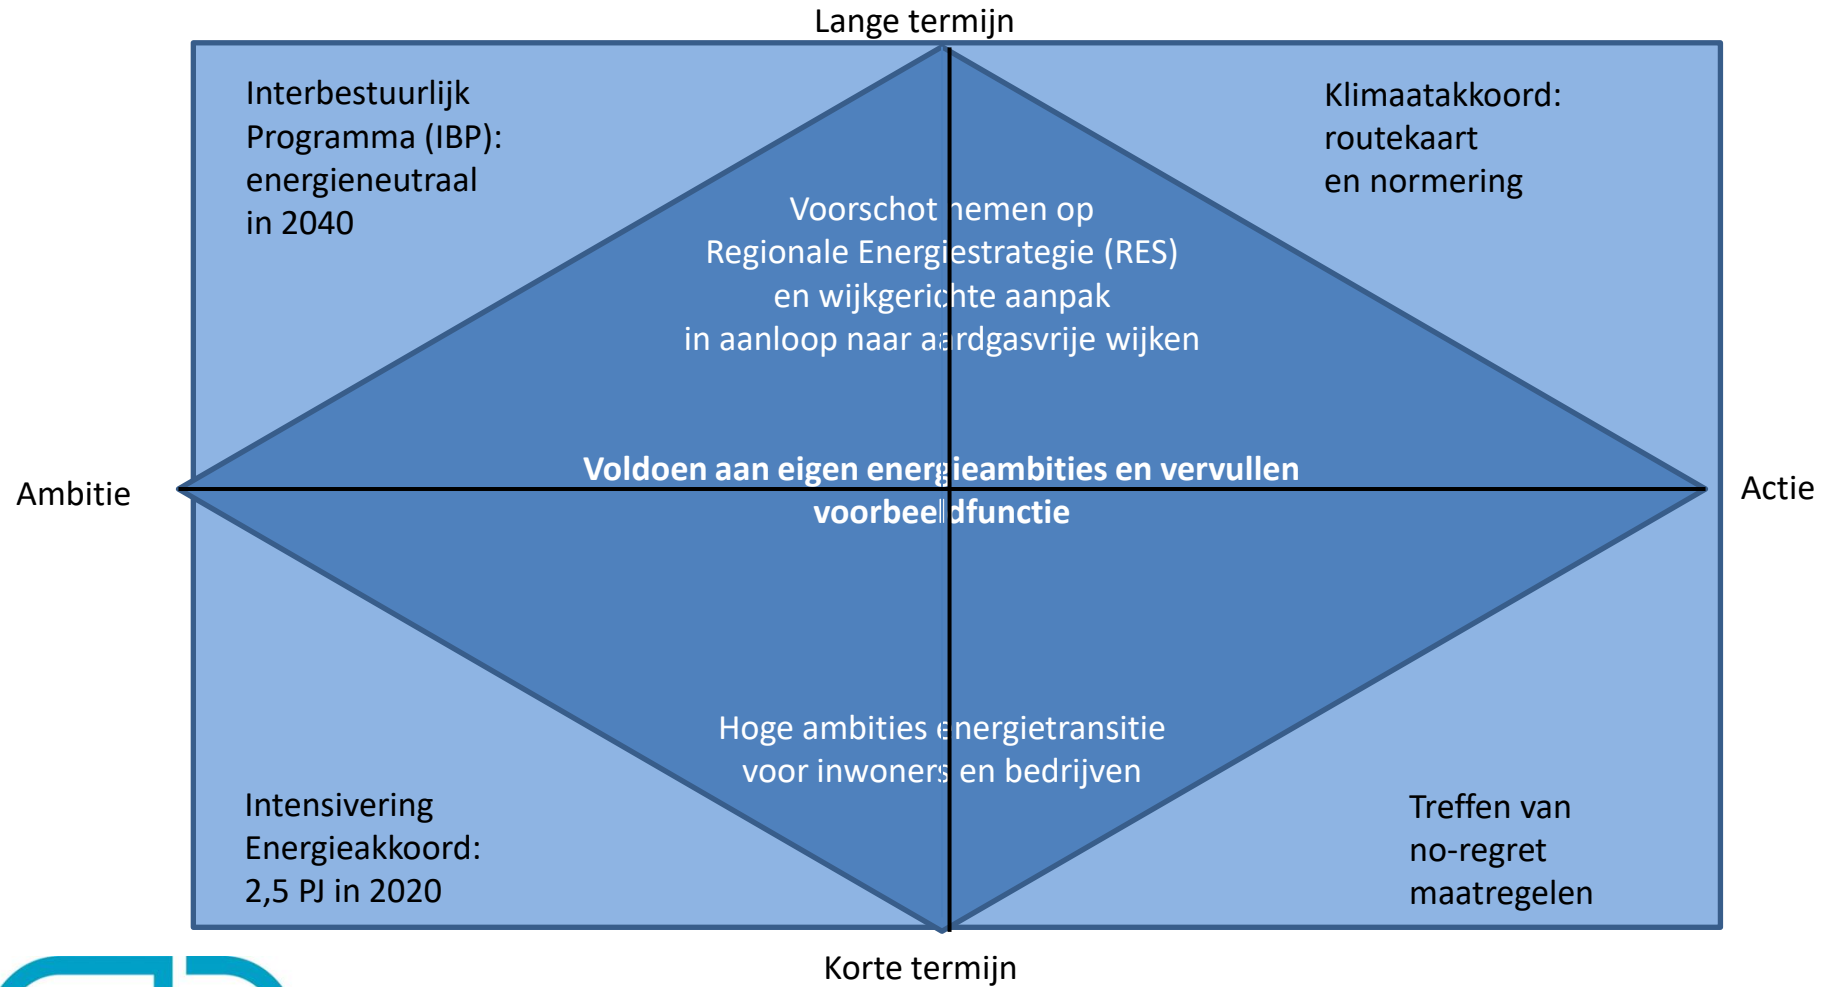 Lange termijn
Interbestuurlijk
Programma (IBP):
energieneutraal
in 2040
Klimaatakkoord:
routekaart
en normering
Voorschot nemen op
Regionale Energiestrategie (RES)
en wijkgerichte aanpak
in aanloop naar aardgasvrije wijken
Ambitie
Voldoen aan eigen energieambities en vervullen
voorbeeldfunctie
Actie
Hoge ambities energietransitie
voor inwoners en bedrijven
Intensivering
Energieakkoord:
2,5 PJ in 2020
Treffen van
no-regret
maatregelen
Korte termijn